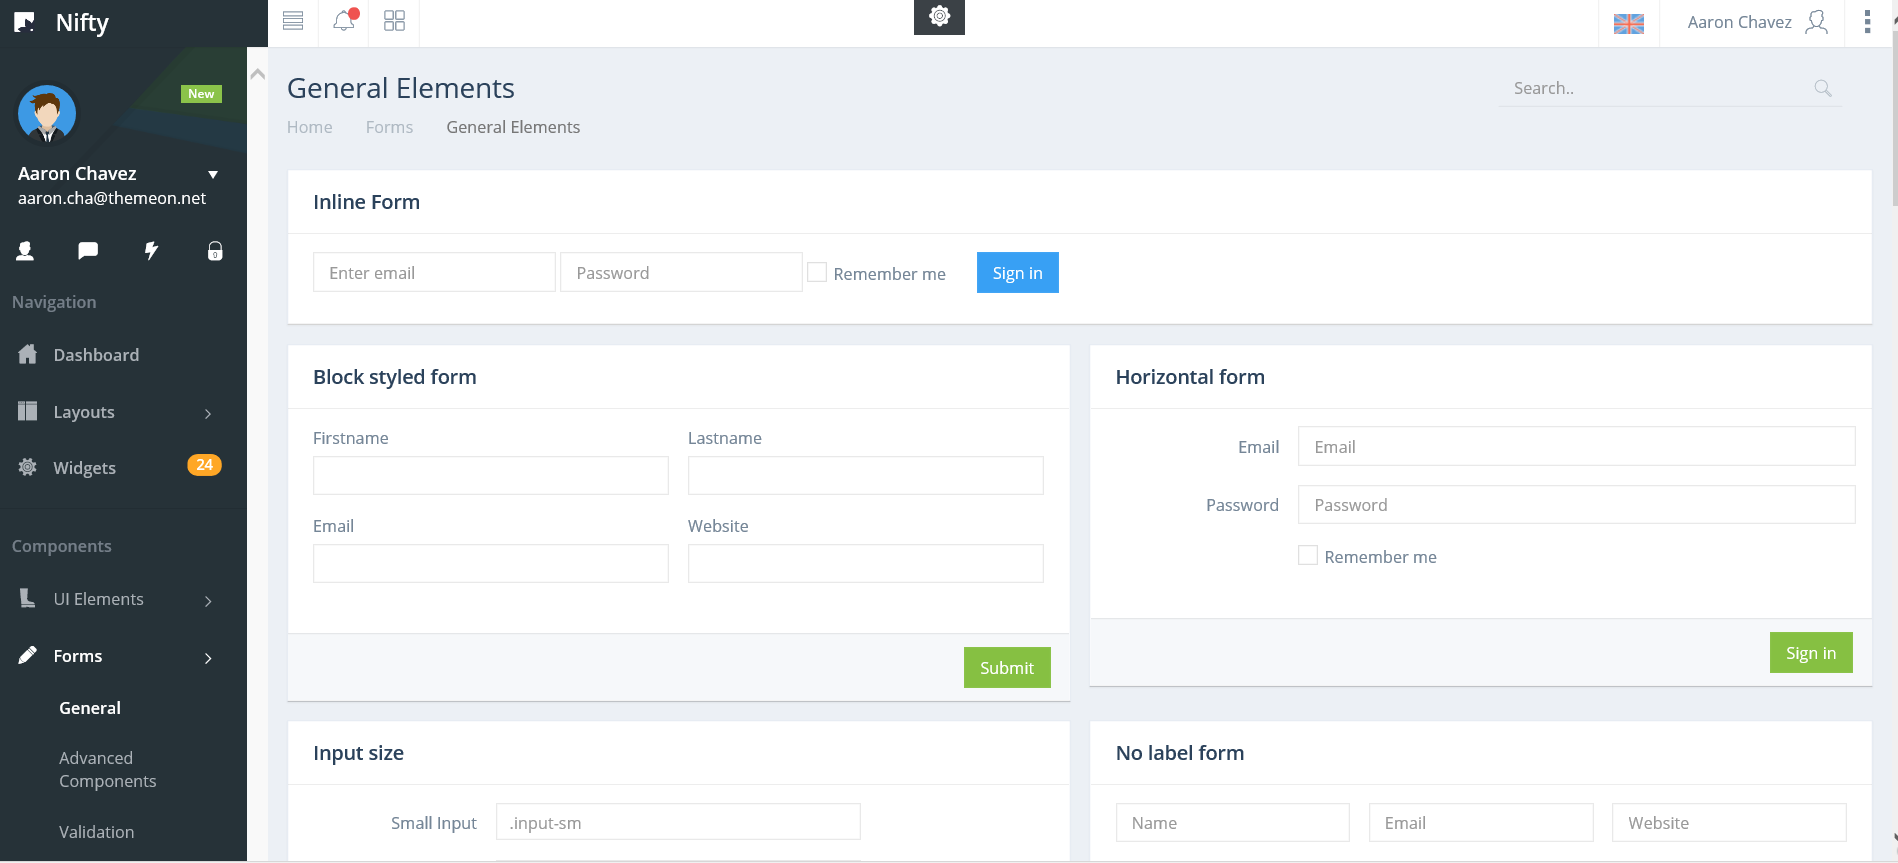 Nifty
Aaron Chavez
New
Aaron Chavez
aaron.cha@themeon.net
Navigation
Dashboard
Layouts
Widgets 24
Components
UI Elements
Forms
General
Advanced
Components
Validation
General Elements
Search..
Home Forms General Elements
Inline Form
Enter email Password Remember me Sign in
Block styled form
Firstname Lastname
Email Website
Submit
Horizontal form
Email Email
Password Password
Remember me
Sign in
Input size
Small Input .input-sm
No label form
Name Email Website